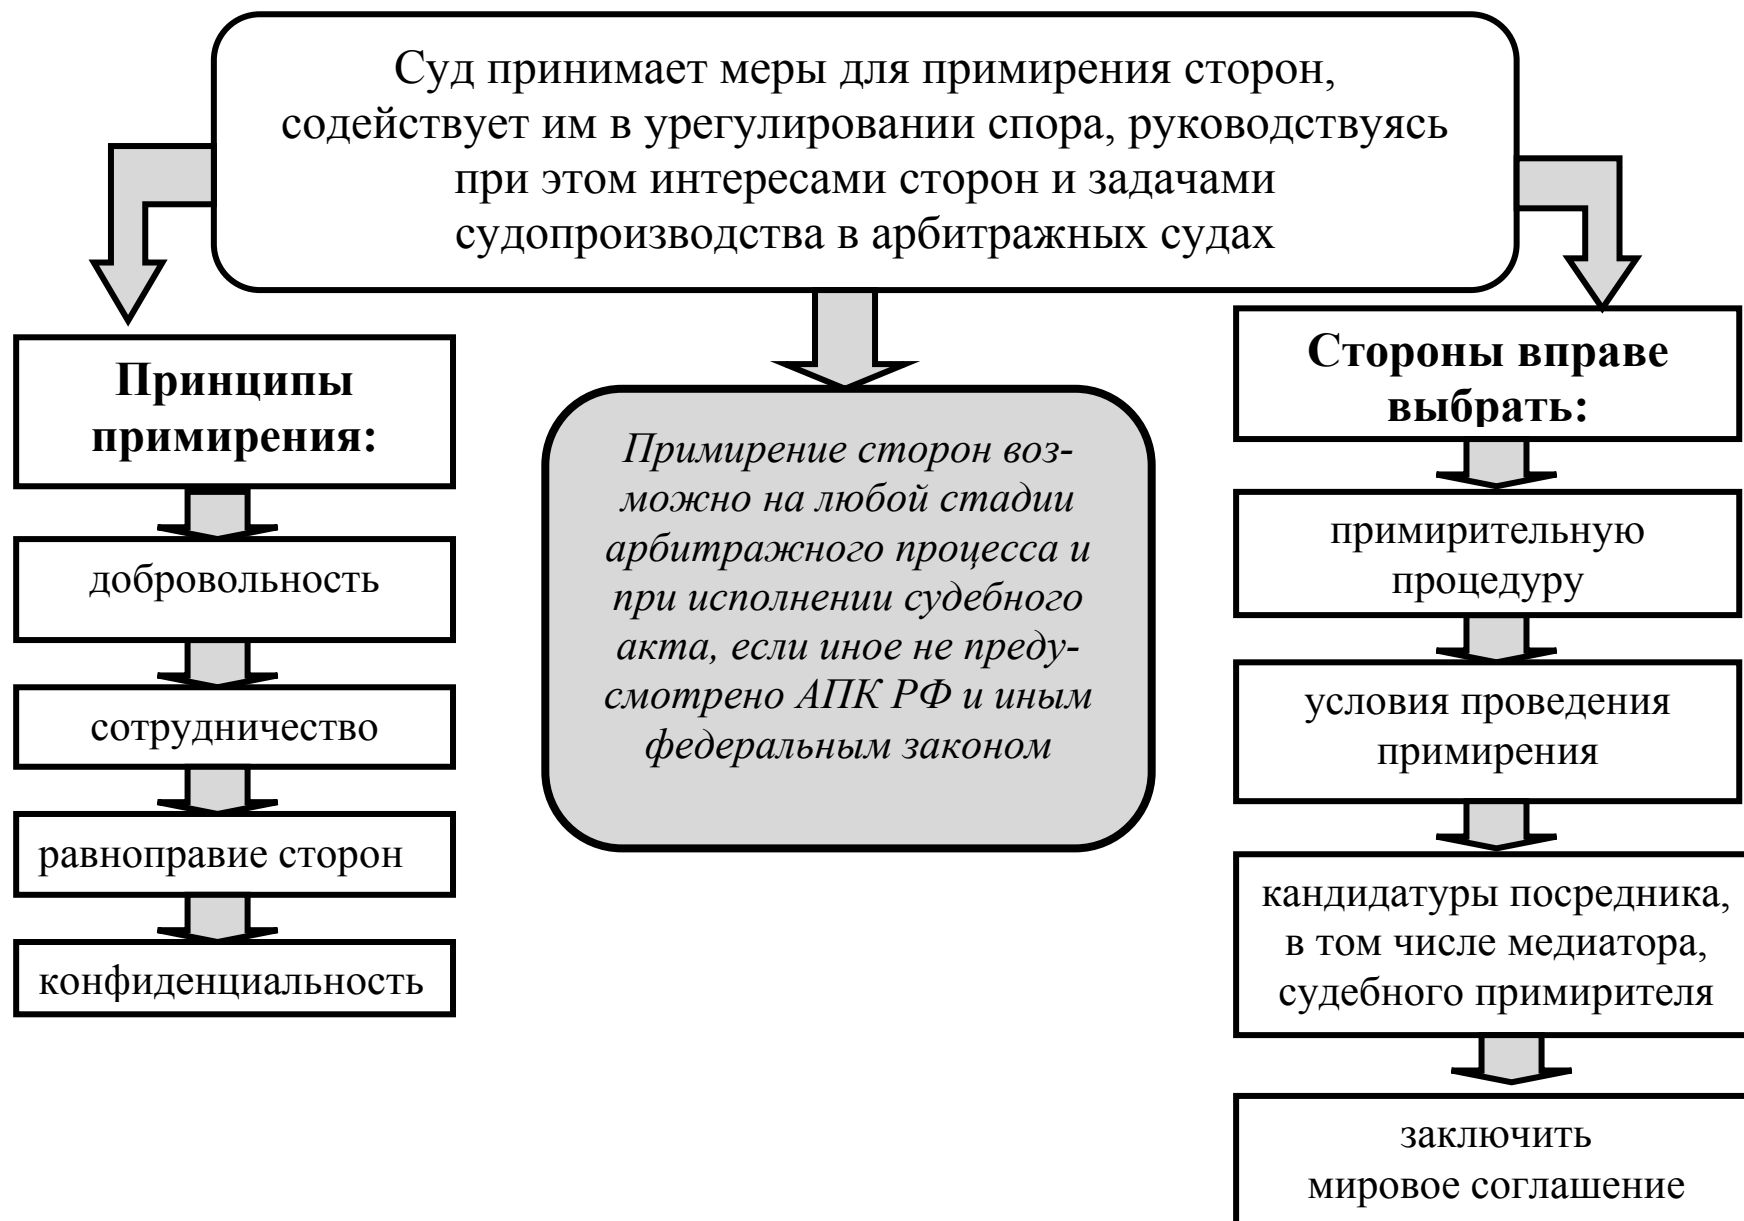 Суд принимает меры для примирения сторон,
содействует им в урегулировании спора, руководствуясь
при этом интересами сторон и задачами
судопроизводства в арбитражных судах
Принципы
примирения:
добровольность
сотрудничество
равноправие сторон
конфиденциальность
Примирение сторон воз-
можно на любой стадии
арбитражного процесса и
при исполнении судебного
акта, если иное не преду-
смотрено АПК РФ и иным
федеральным законом
Стороны вправе
выбрать:
примирительную
процедуру
условия проведения
примирения
кандидатуры посредника,
в том числе медиатора,
судебного примирителя
заключить
мировое соглашение